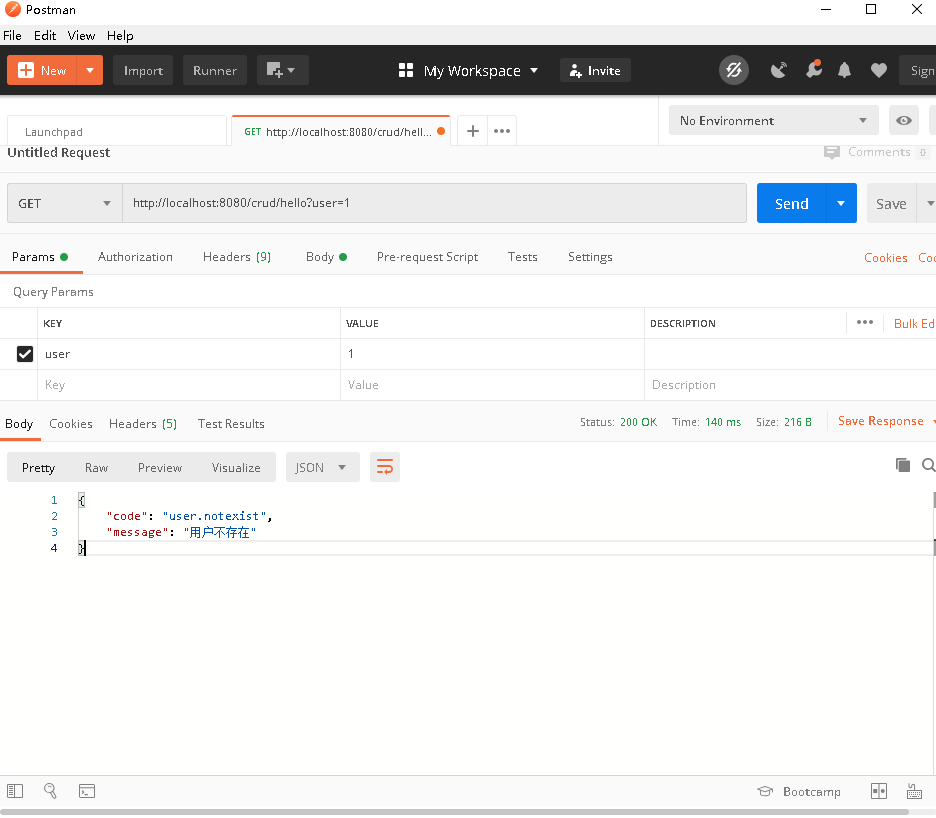 Postman
File Edit View Help
New Import Runner My Workspace Invite Sign
Launchpad GET http://localhost:8080/crud/hell... No Environment
Untitled Request Comments 0
GET http://localhost:8080/crud/hello?user=1 Send Save
Params Authorization Headers (9) Body Pre-request Script Tests Settings Cookies Coo
Query Params
KEY VALUE DESCRIPTION Bulk Ed
user 1
Key Value Description
Body Cookies Headers (5) Test Results Status: 200 OK Time: 140 ms Size: 216 B Save Response
Pretty Raw Preview Visualize JSON
1 {
2 "code": "user.notexist",
3 "message": "用户不存在"
4 }
Bootcamp